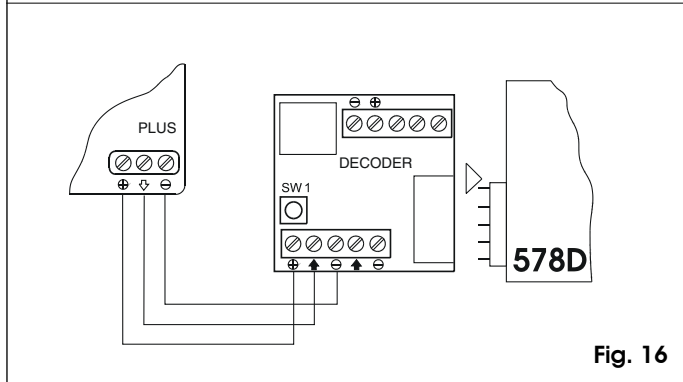 PLUS
⊕ ⇩ ⊖
⊖ ⊕
DECODER
SW1
⊕ ⬆ ⊖ ⬆ ⊖
578D
Fig. 16